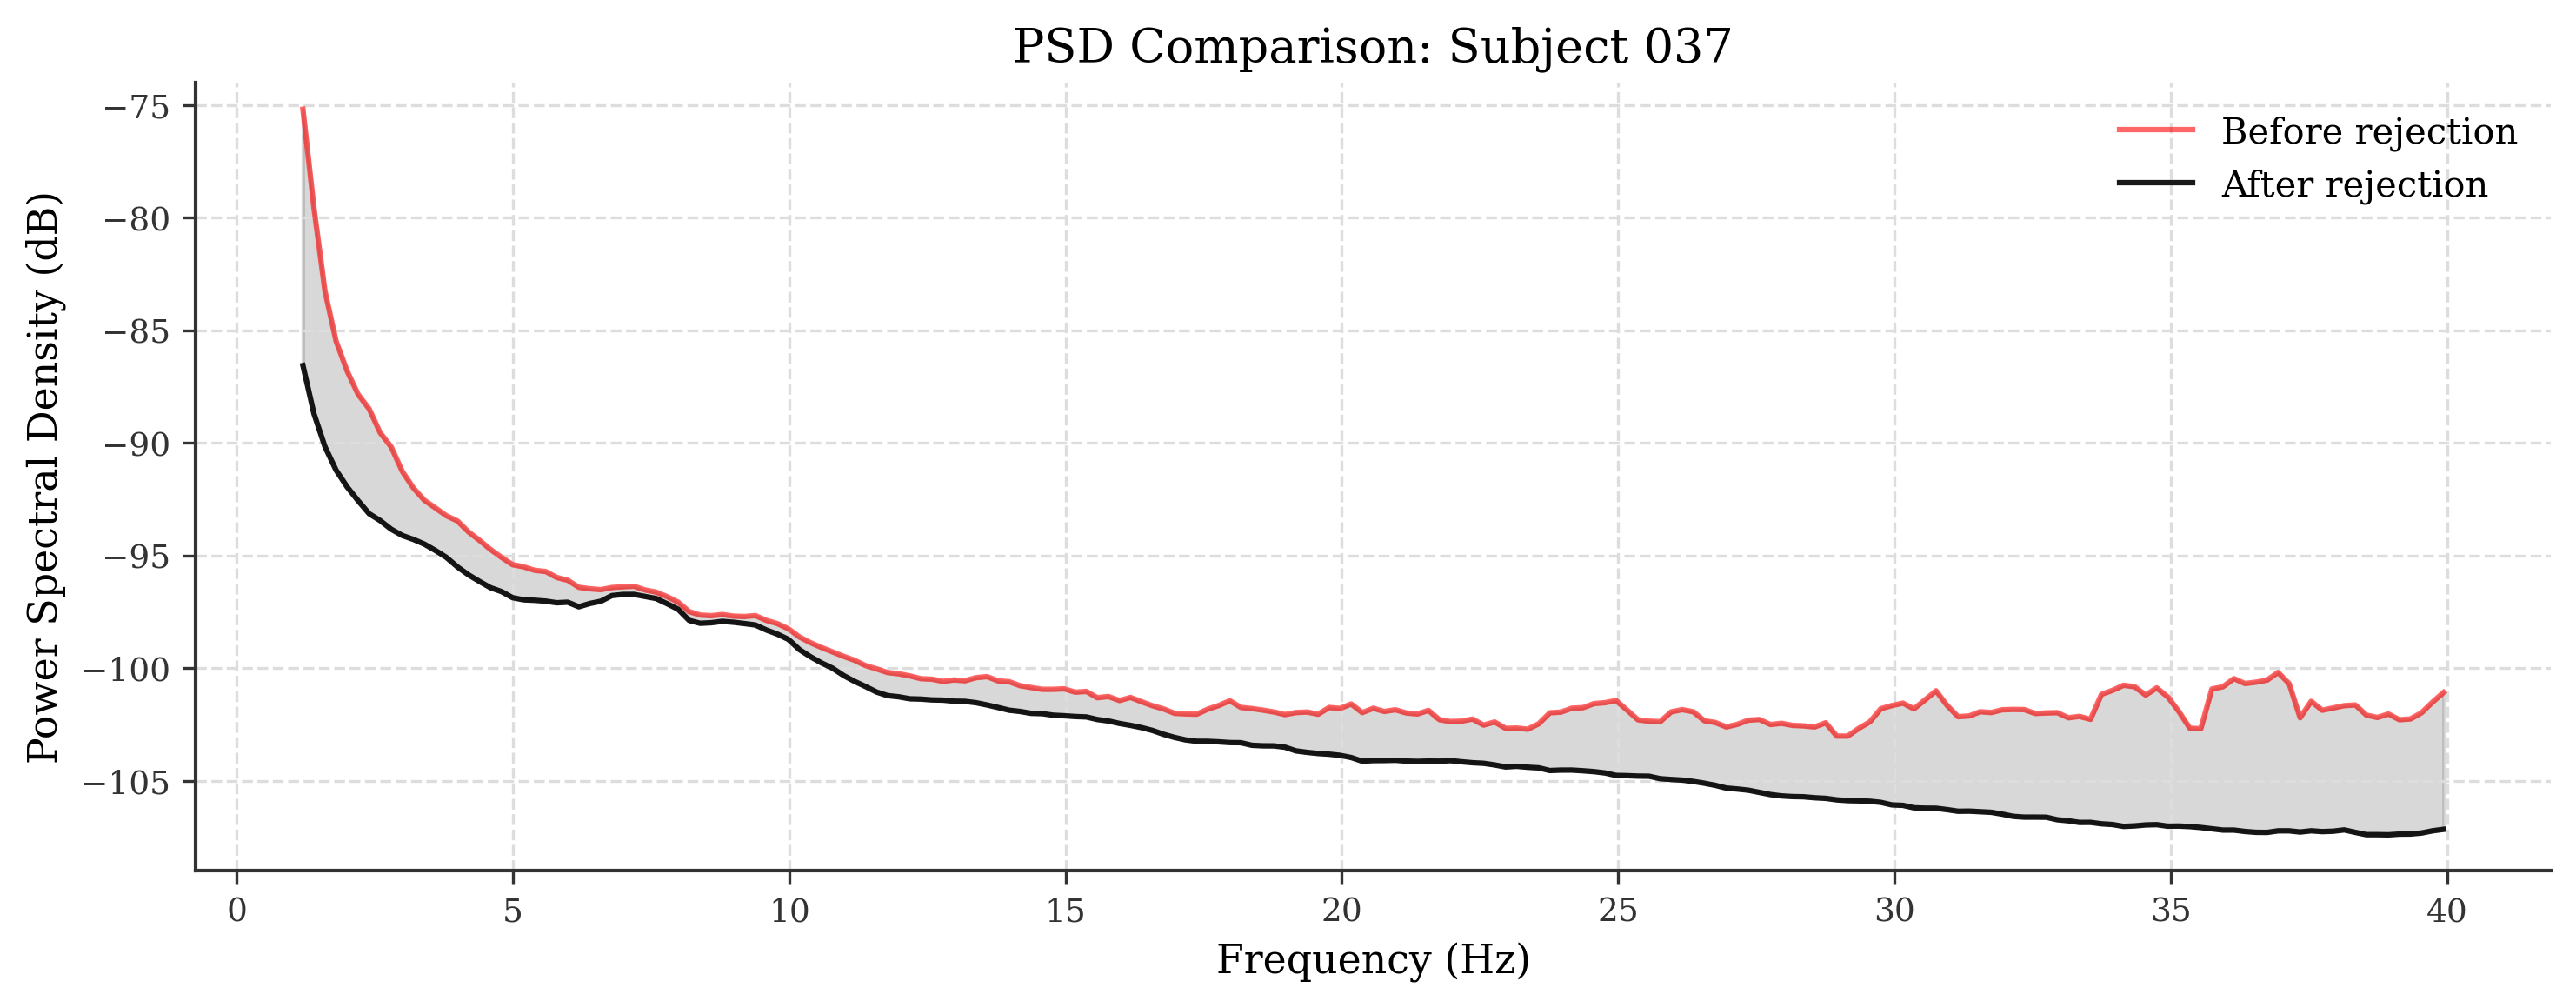 PSD Comparison: Subject 037
Power Spectral Density (dB)
−75
−80
−85
−90
−95
−100
−105
Before rejection
After rejection
0 5 10 15 20 25 30 35 40
Frequency (Hz)